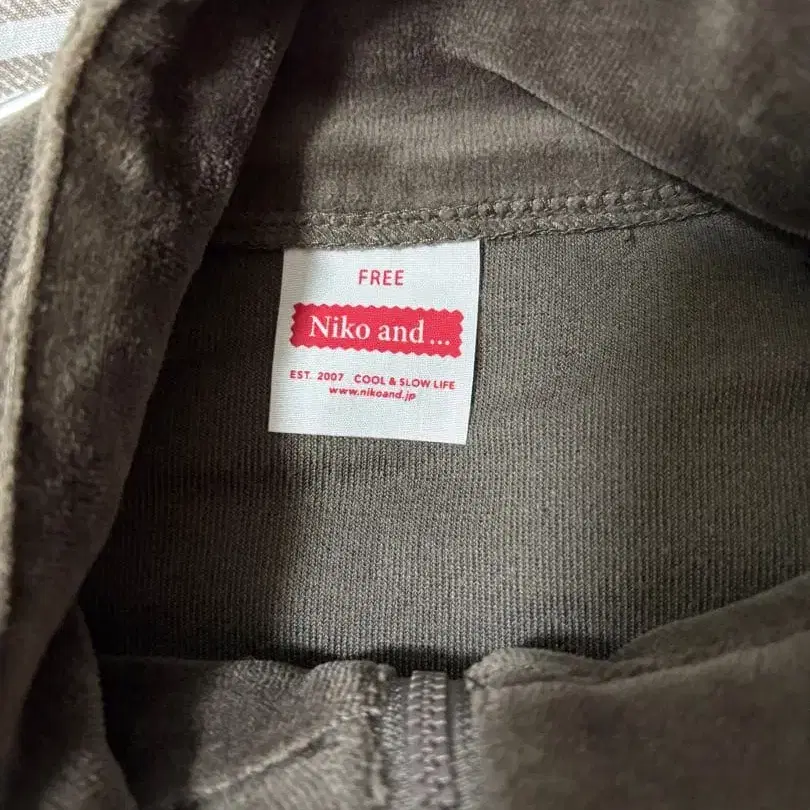 FREE
Niko and ...
EST. 2007 COOL & SLOW LIFE
www.nikoand.jp